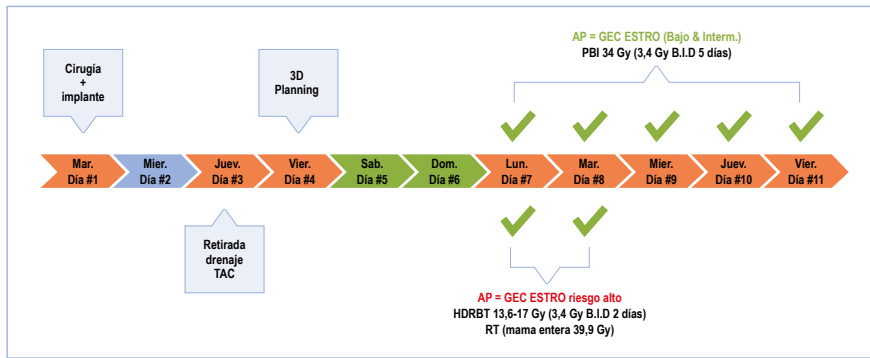 AP = GEC ESTRO (Bajo & Interm.)
PBI 34 Gy (3,4 Gy B.I.D 5 días)
Cirugía
+
implante
3D
Planning
Mar.
Día #1
Mier.
Día #2
Juev.
Día #3
Vier.
Día #4
Sab.
Día #5
Dom.
Día #6
Lun.
Día #7
Mar.
Día #8
Mier.
Día #9
Juev.
Día #10
Vier.
Día #11
Retirada
drenaje
TAC
AP = GEC ESTRO riesgo alto
HDRBT 13,6-17 Gy (3,4 Gy B.I.D 2 días)
RT (mama entera 39,9 Gy)